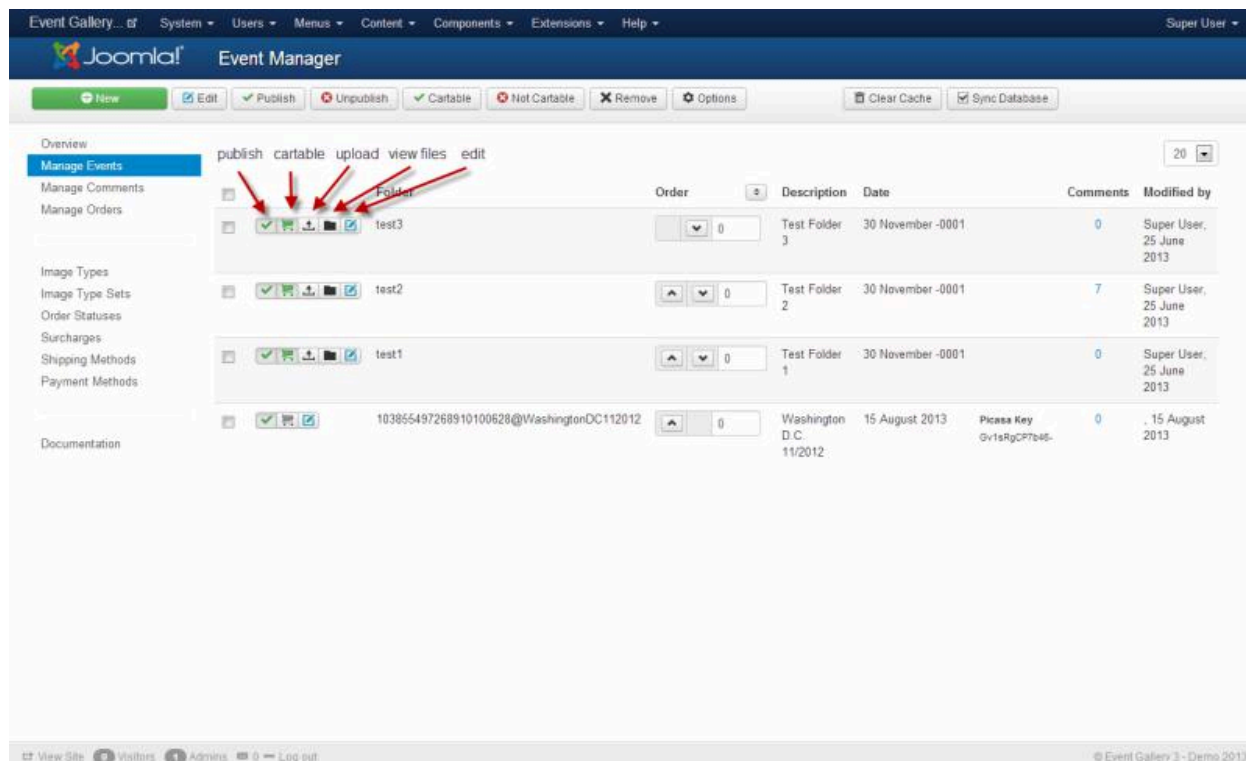 Event Gallery... System Users Menus Content Components Extensions Help Super User
Joomla! Event Manager
New Edit Publish Unpublish Cartable Not Cartable Remove Options Clear Cache Sync Database
Overview
Manage Events
Manage Comments
Manage Orders
Image Types
Image Type Sets
Order Statuses
Surcharges
Shipping Methods
Payment Methods
Documentation
publish cartable upload view files edit
20
Folder Order Description Date Comments Modified by
test3 0 Test Folder 30 November -0001 0 Super User,
3 25 June
2013
test2 0 Test Folder 30 November -0001 7 Super User,
2 25 June
2013
test1 0 Test Folder 30 November -0001 0 Super User,
1 25 June
2013
103855497268910100628@WashingtonDC112012 0 Washington 15 August 2013 Picasa Key 0 , 15 August
D.C. 2013
11/2012
View Site Visitors 1 Admins 0 Log out © Event Gallery 3 - Demo 2013